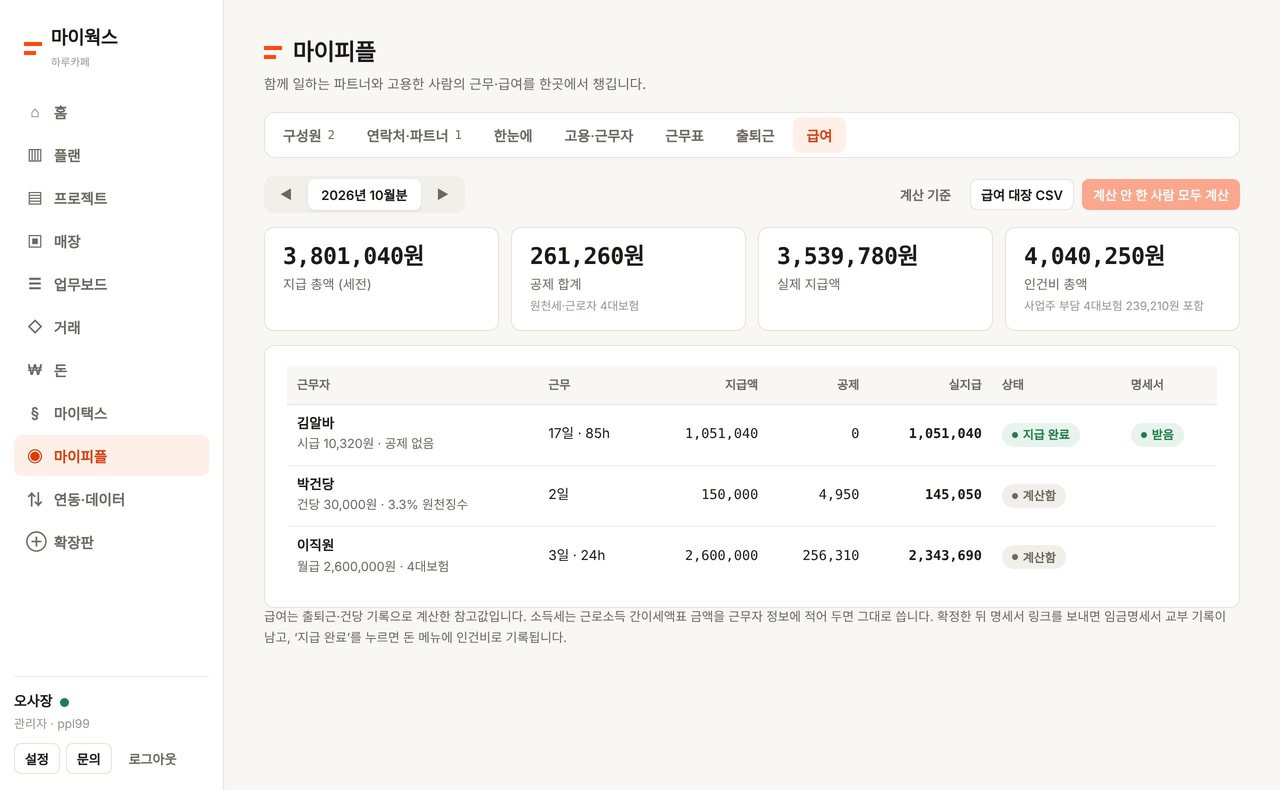 마이웍스
하루카페
홈
플랜
프로젝트
매장
업무보드
거래
₩ 돈
§ 마이택스
마이피플
연동·데이터
확장판
오사장
관리자 · ppl99
설정 문의 로그아웃
마이피플
함께 일하는 파트너와 고용한 사람의 근무·급여를 한곳에서 챙깁니다.
구성원 2 연락처·파트너 1 한눈에 고용·근무자 근무표 출퇴근 급여
◀ 2026년 10월분 ▶ 계산 기준 급여 대장 CSV 계산 안 한 사람 모두 계산
3,801,040원
지급 총액 (세전)
261,260원
공제 합계
원천세·근로자 4대보험
3,539,780원
실제 지급액
4,040,250원
인건비 총액
사업주 부담 4대보험 239,210원 포함
근무자 근무 지급액 공제 실지급 상태 명세서
김알바
시급 10,320원 · 공제 없음
17일 · 85h 1,051,040 0 1,051,040 지급 완료 받음
박건당
건당 30,000원 · 3.3% 원천징수
2일 150,000 4,950 145,050 계산함
이직원
월급 2,600,000원 · 4대보험
3일 · 24h 2,600,000 256,310 2,343,690 계산함
급여는 출퇴근·건당 기록으로 계산한 참고값입니다. 소득세는 근로소득 간이세액표 금액을 근무자 정보에 적어 두면 그대로 씁니다. 확정한 뒤 명세서 링크를 보내면 임금명세서 교부 기록이
남고, ‘지급 완료’를 누르면 돈 메뉴에 인건비로 기록됩니다.